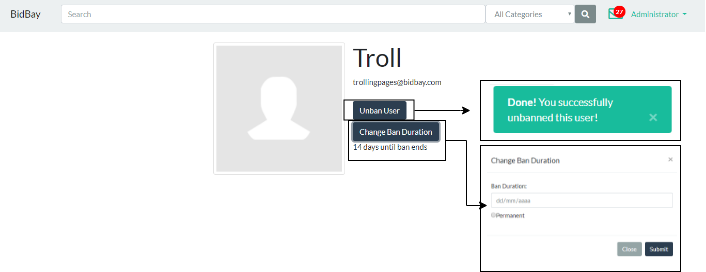 BidBay
Search
All Categories
27
Administrator
Troll
trollingpages@bidbay.com
Unban User
Change Ban Duration
14 days until ban ends
Done! You successfully
unbanned this user!
×
Change Ban Duration
×
Ban Duration:
dd/mm/aaaa
Permanent
Close
Submit